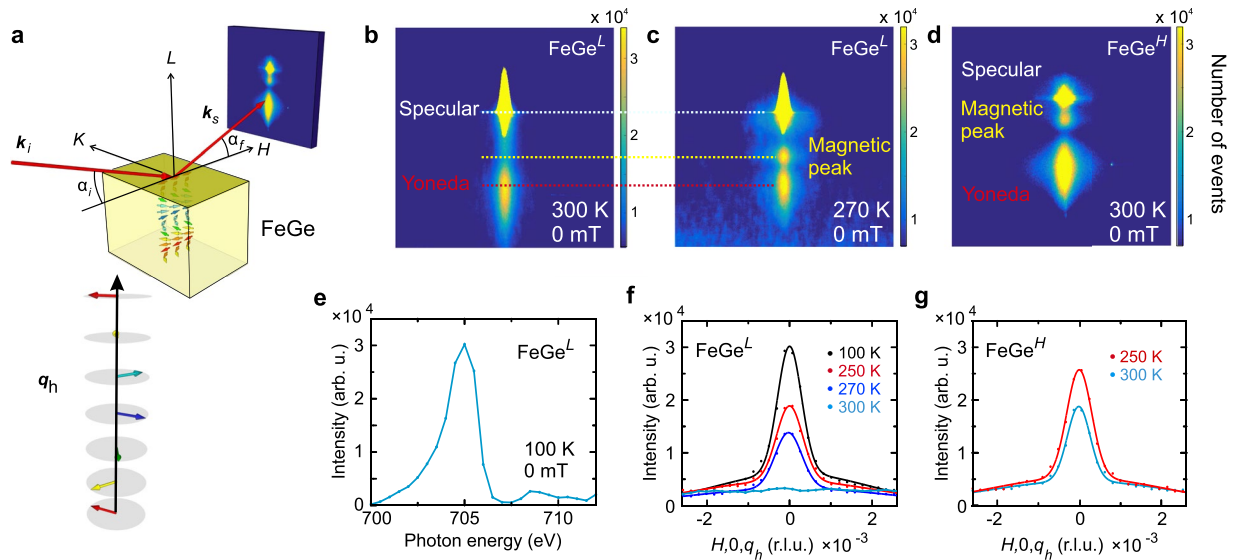 a
L
K
H
k_s
k_i
α_f
α_i
FeGe
q_h
b
FeGe^L
Specular
Yoneda
300 K
0 mT
x 10^4
3
2
1
c
FeGe^L
Magnetic
peak
270 K
0 mT
x 10^4
3
2
1
d
FeGe^H
Specular
Magnetic
peak
Yoneda
300 K
0 mT
x 10^4
3
2
1
Number of events
e
×10^4
FeGe^L
100 K
0 mT
3
2
1
0
Intensity (arb. u.)
700 705 710
Photon energy (eV)
f
×10^4
FeGe^L
100 K
250 K
270 K
300 K
3
2
1
0
Intensity (arb. u.)
−2 0 2
H,0,q_h (r.l.u.) ×10^-3
g
×10^4
FeGe^H
250 K
300 K
3
2
1
0
Intensity (arb. u.)
−2 0 2
H,0,q_h (r.l.u.) ×10^-3